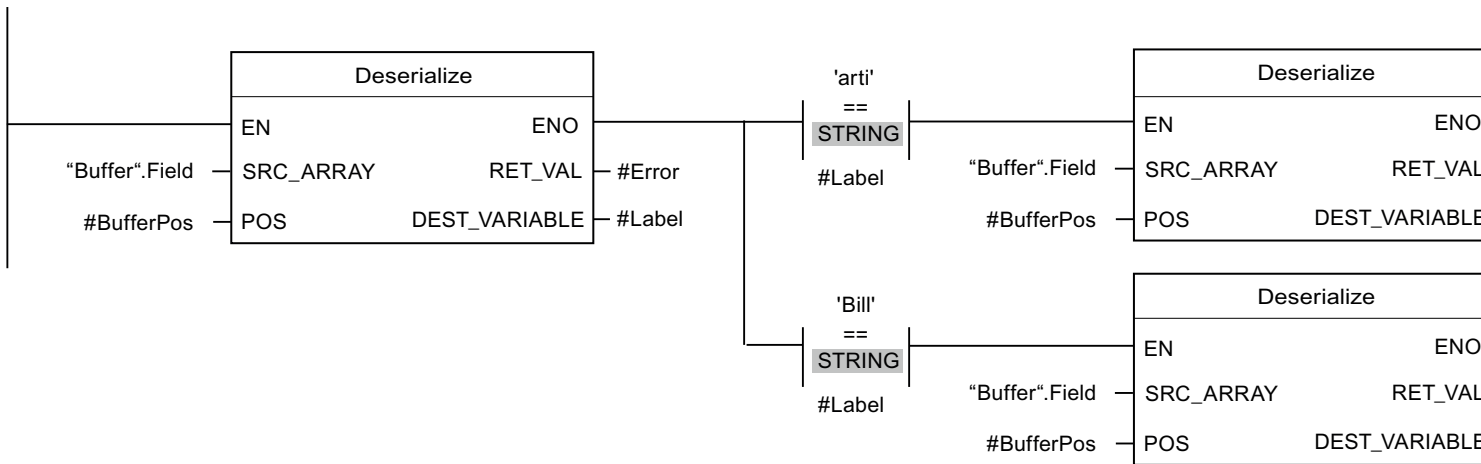 Deserialize
EN ENO
"Buffer“.Field SRC_ARRAY RET_VAL #Error
#BufferPos POS DEST_VARIABLE #Label
'arti'
==
STRING
#Label
Deserialize
EN ENO
"Buffer“.Field SRC_ARRAY RET_VAL
#BufferPos POS DEST_VARIABLE
'Bill'
==
STRING
#Label
Deserialize
EN ENO
"Buffer“.Field SRC_ARRAY RET_VAL
#BufferPos POS DEST_VARIABLE